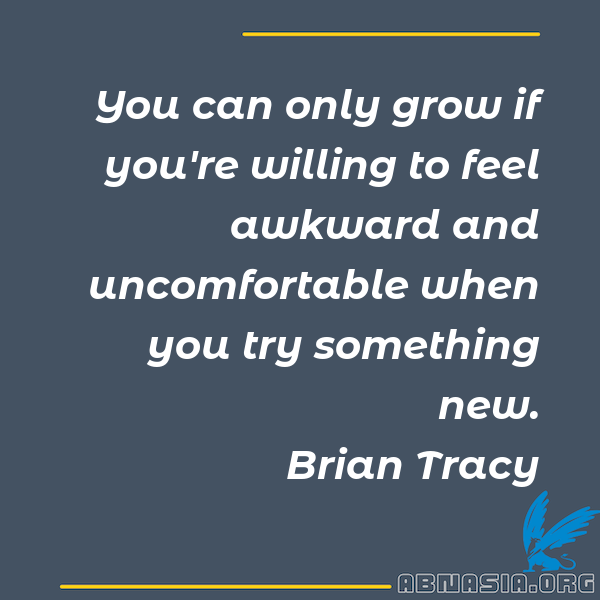 You can only grow if
you're willing to feel
awkward and
uncomfortable when
you try something
new.
Brian Tracy
ABNASIA.ORG